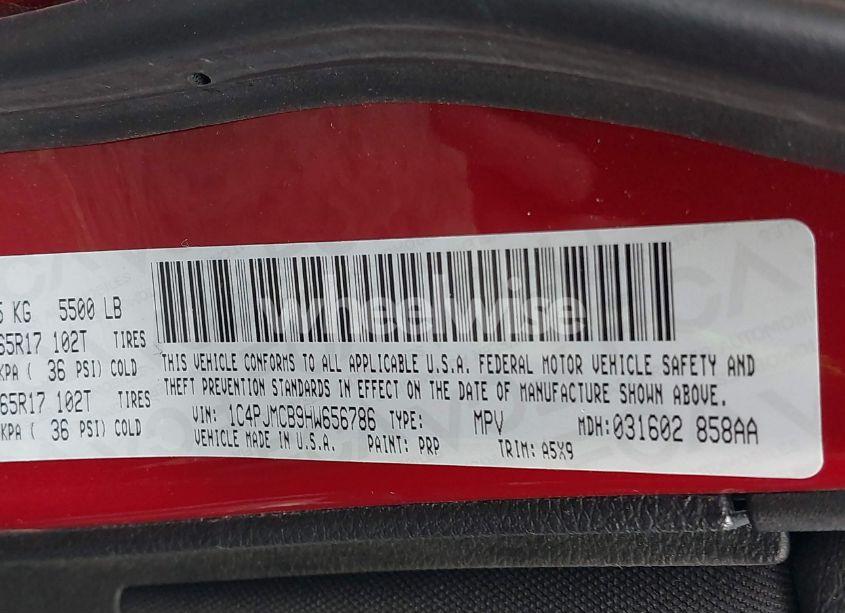 5 KG 5500 LB
65R17 102T TIRES
KPA ( 36 PSI) COLD
65R17 102T TIRES
KPA ( 36 PSI) COLD
wheelwise
THIS VEHICLE CONFORMS TO ALL APPLICABLE U.S.A. FEDERAL MOTOR VEHICLE SAFETY AND
THEFT PREVENTION STANDARDS IN EFFECT ON THE DATE OF MANUFACTURE SHOWN ABOVE.
VIN: 1C4PJMCB9HW656786 TYPE: MPV MDH:031602 858AA
VEHICLE MADE IN U.S.A. PAINT: PRP TRIM: A5X9